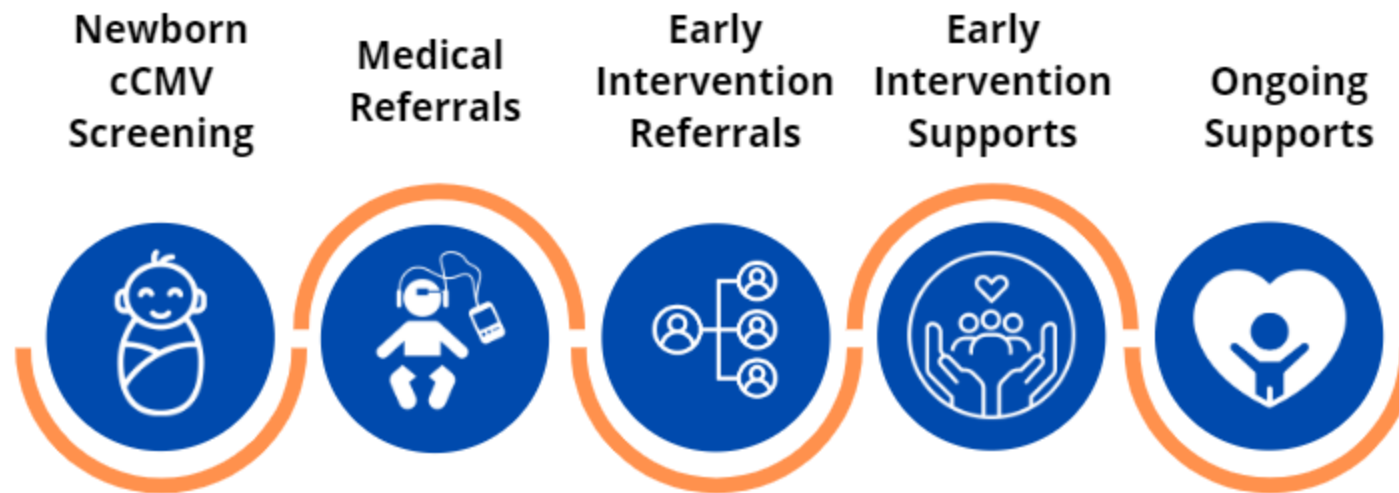 Newborn
cCMV
Screening
Medical
Referrals
Early
Intervention
Referrals
Early
Intervention
Supports
Ongoing
Supports